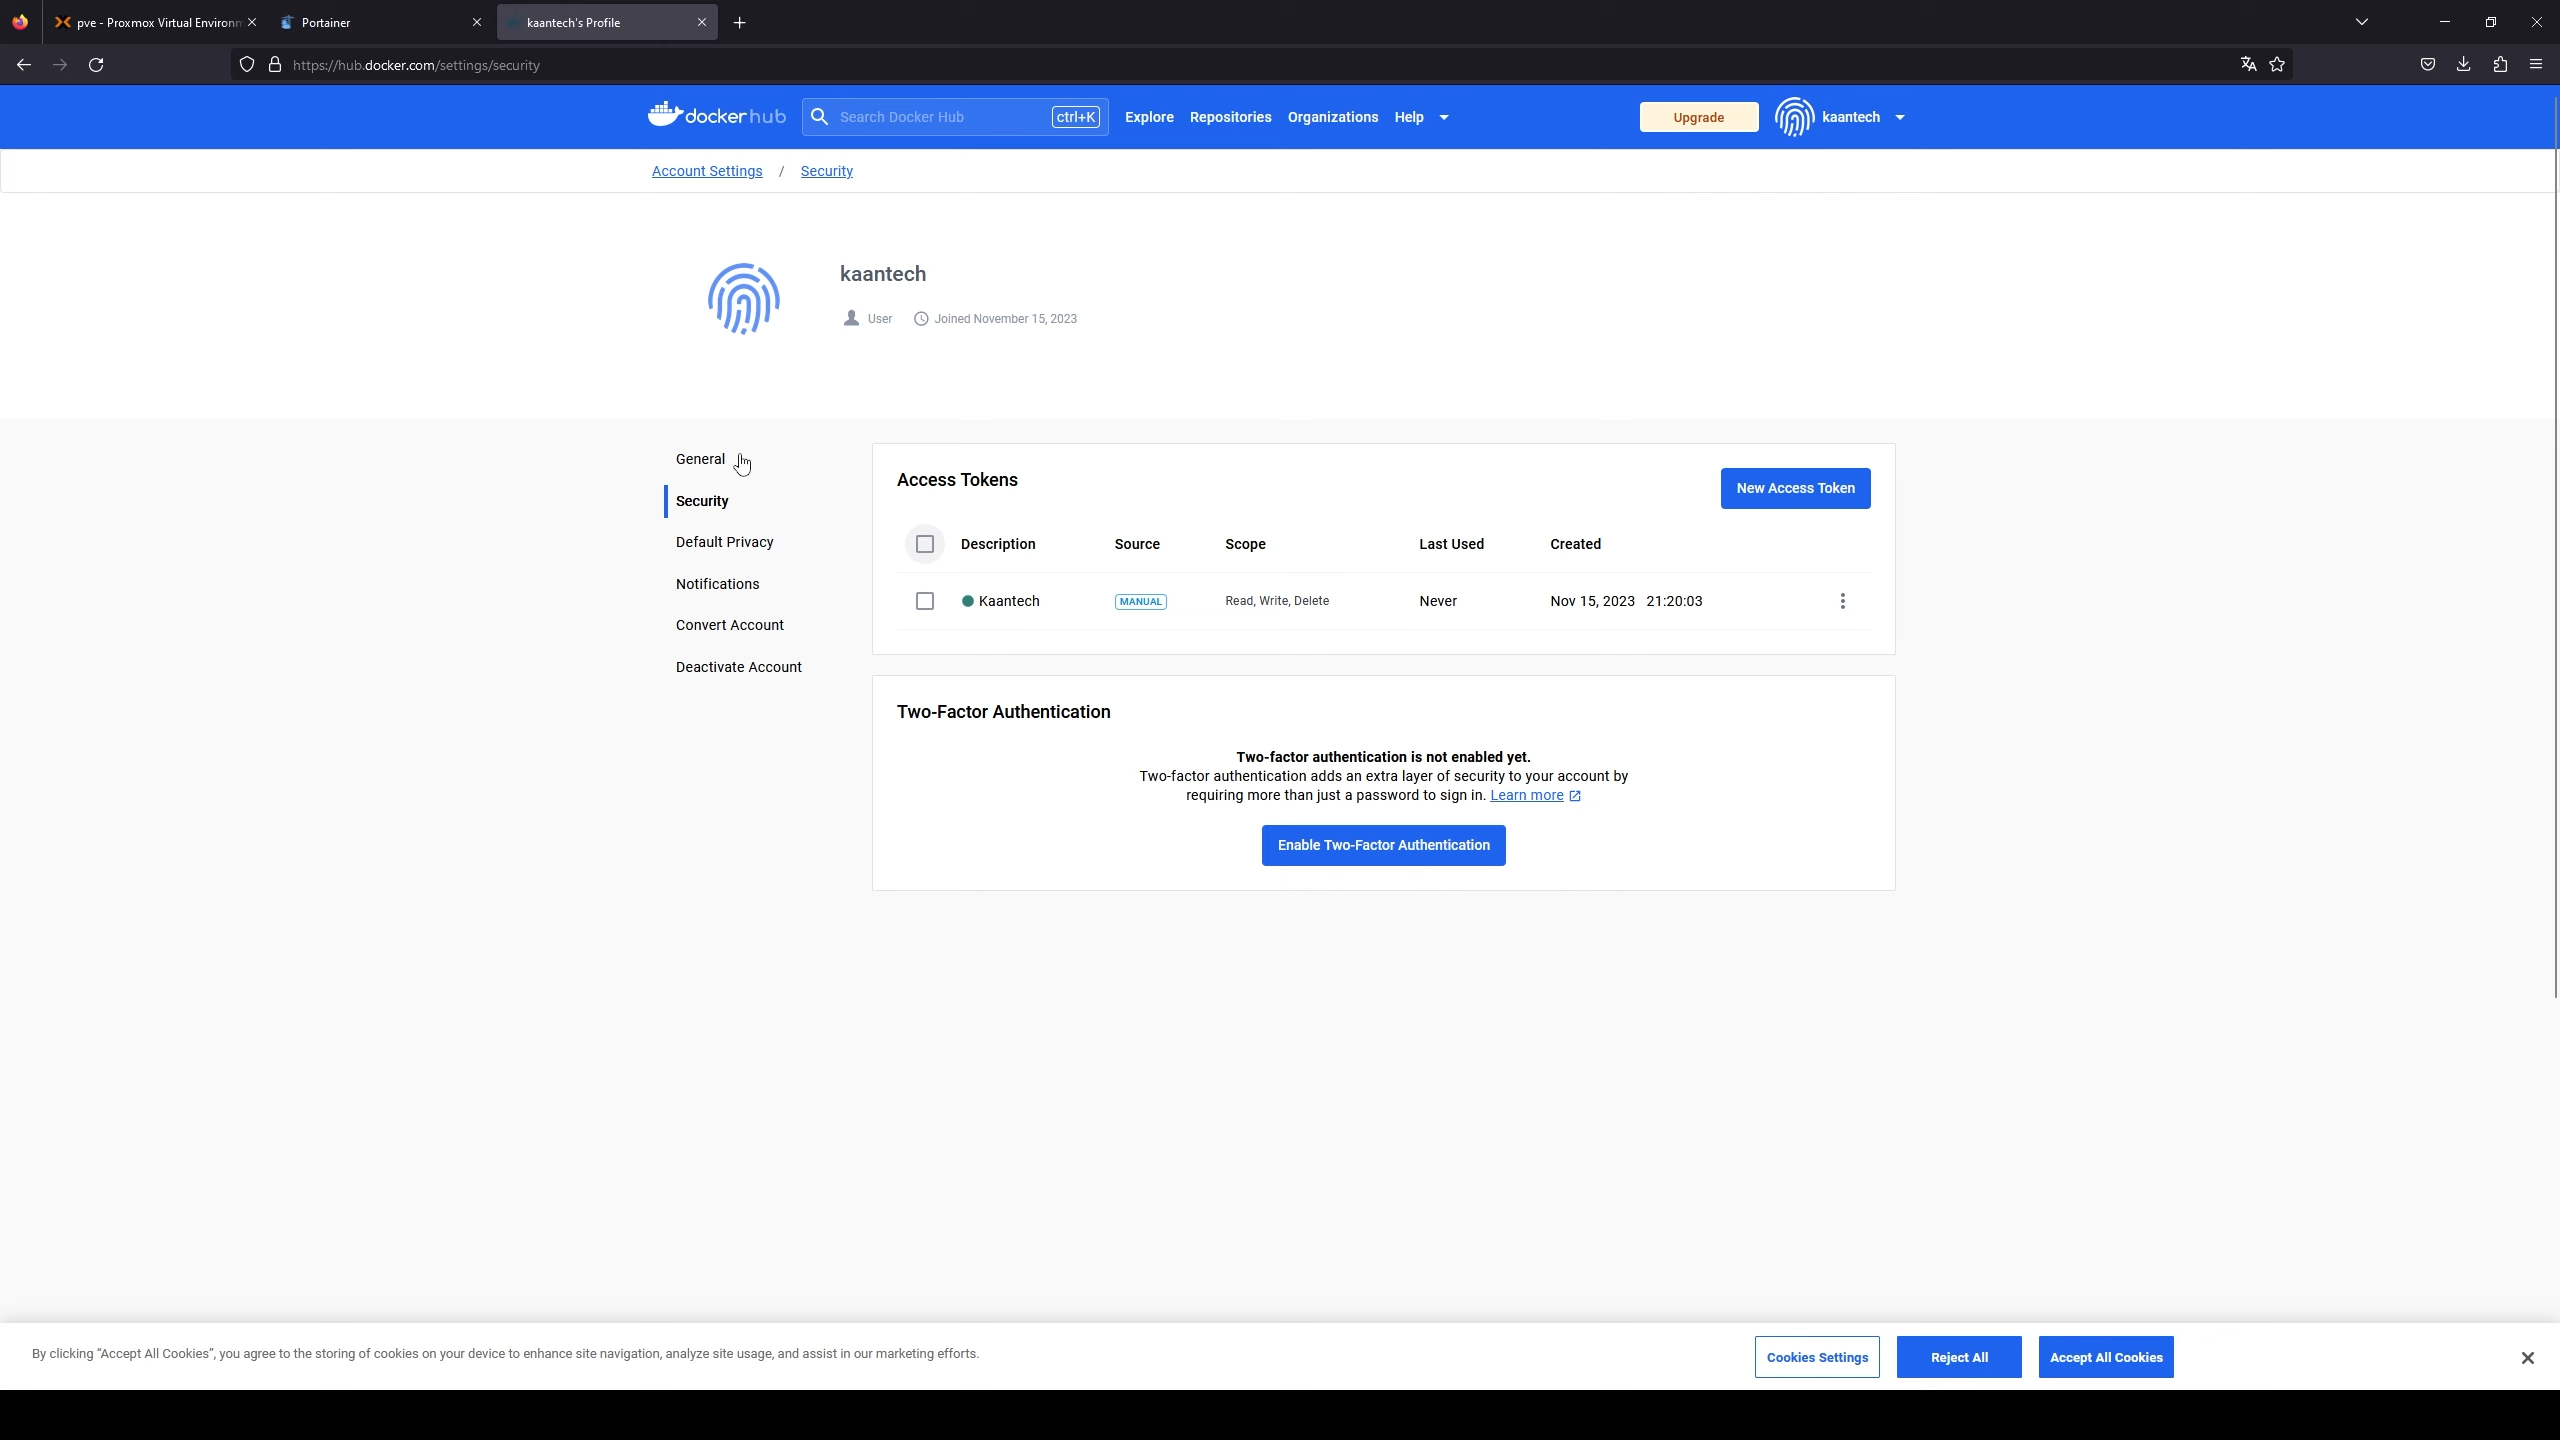 pve - Proxmox Virtual Environm
Portainer
kaantech's Profile
https://hub.docker.com/settings/security
docker hub
Search Docker Hub
ctrl+K
Explore
Repositories
Organizations
Help
Upgrade
kaantech
Account Settings / Security
kaantech
User
Joined November 15, 2023
General
Security
Default Privacy
Notifications
Convert Account
Deactivate Account
Access Tokens
New Access Token
Description Source Scope Last Used Created
Kaantech MANUAL Read, Write, Delete Never Nov 15, 2023 21:20:03
Two-Factor Authentication
Two-factor authentication is not enabled yet.
Two-factor authentication adds an extra layer of security to your account by
requiring more than just a password to sign in. Learn more
Enable Two-Factor Authentication
By clicking "Accept All Cookies", you agree to the storing of cookies on your device to enhance site navigation, analyze site usage, and assist in our marketing efforts.
Cookies Settings
Reject All
Accept All Cookies